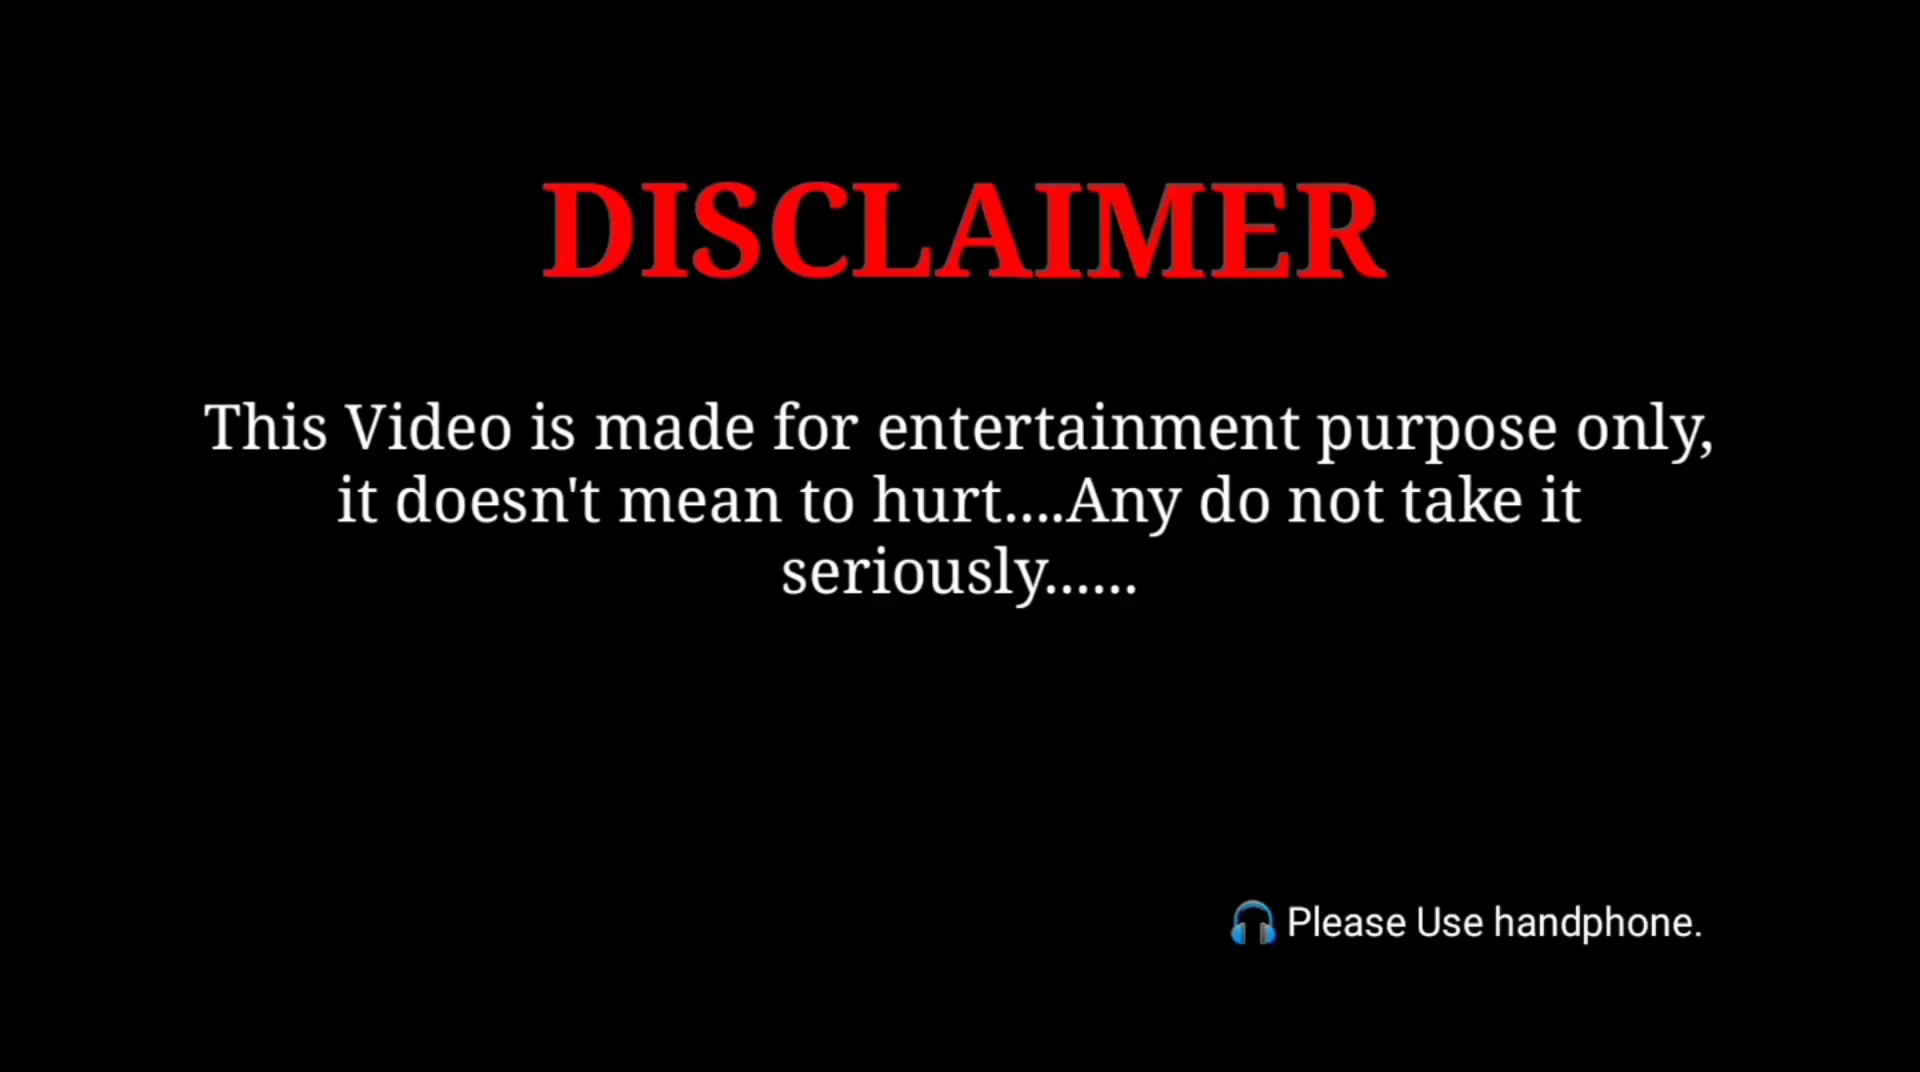 DISCLAIMER
This Video is made for entertainment purpose only,
it doesn't mean to hurt....Any do not take it
seriously......
🎧 Please Use handphone.